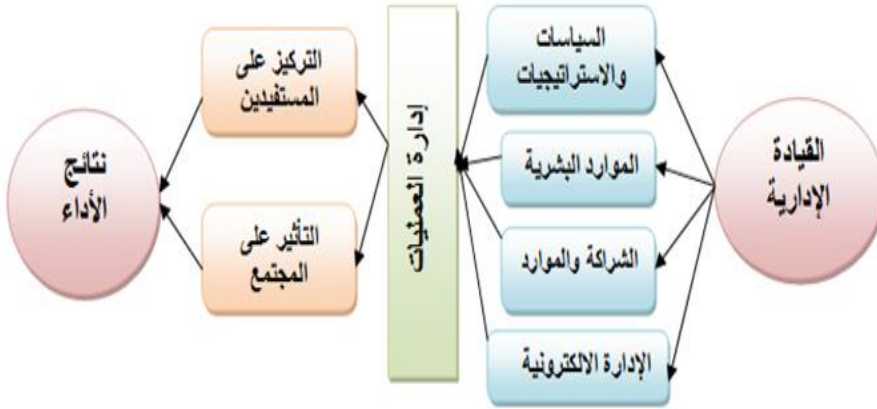 القيادة
الإدارية
السياسات
والاستراتيجيات
الموارد البشرية
الشراكة والموارد
الإدارة الالكترونية
إدارة العمليات
التركيز على
المستفيدين
التأثير على
المجتمع
نتائج
الأداء